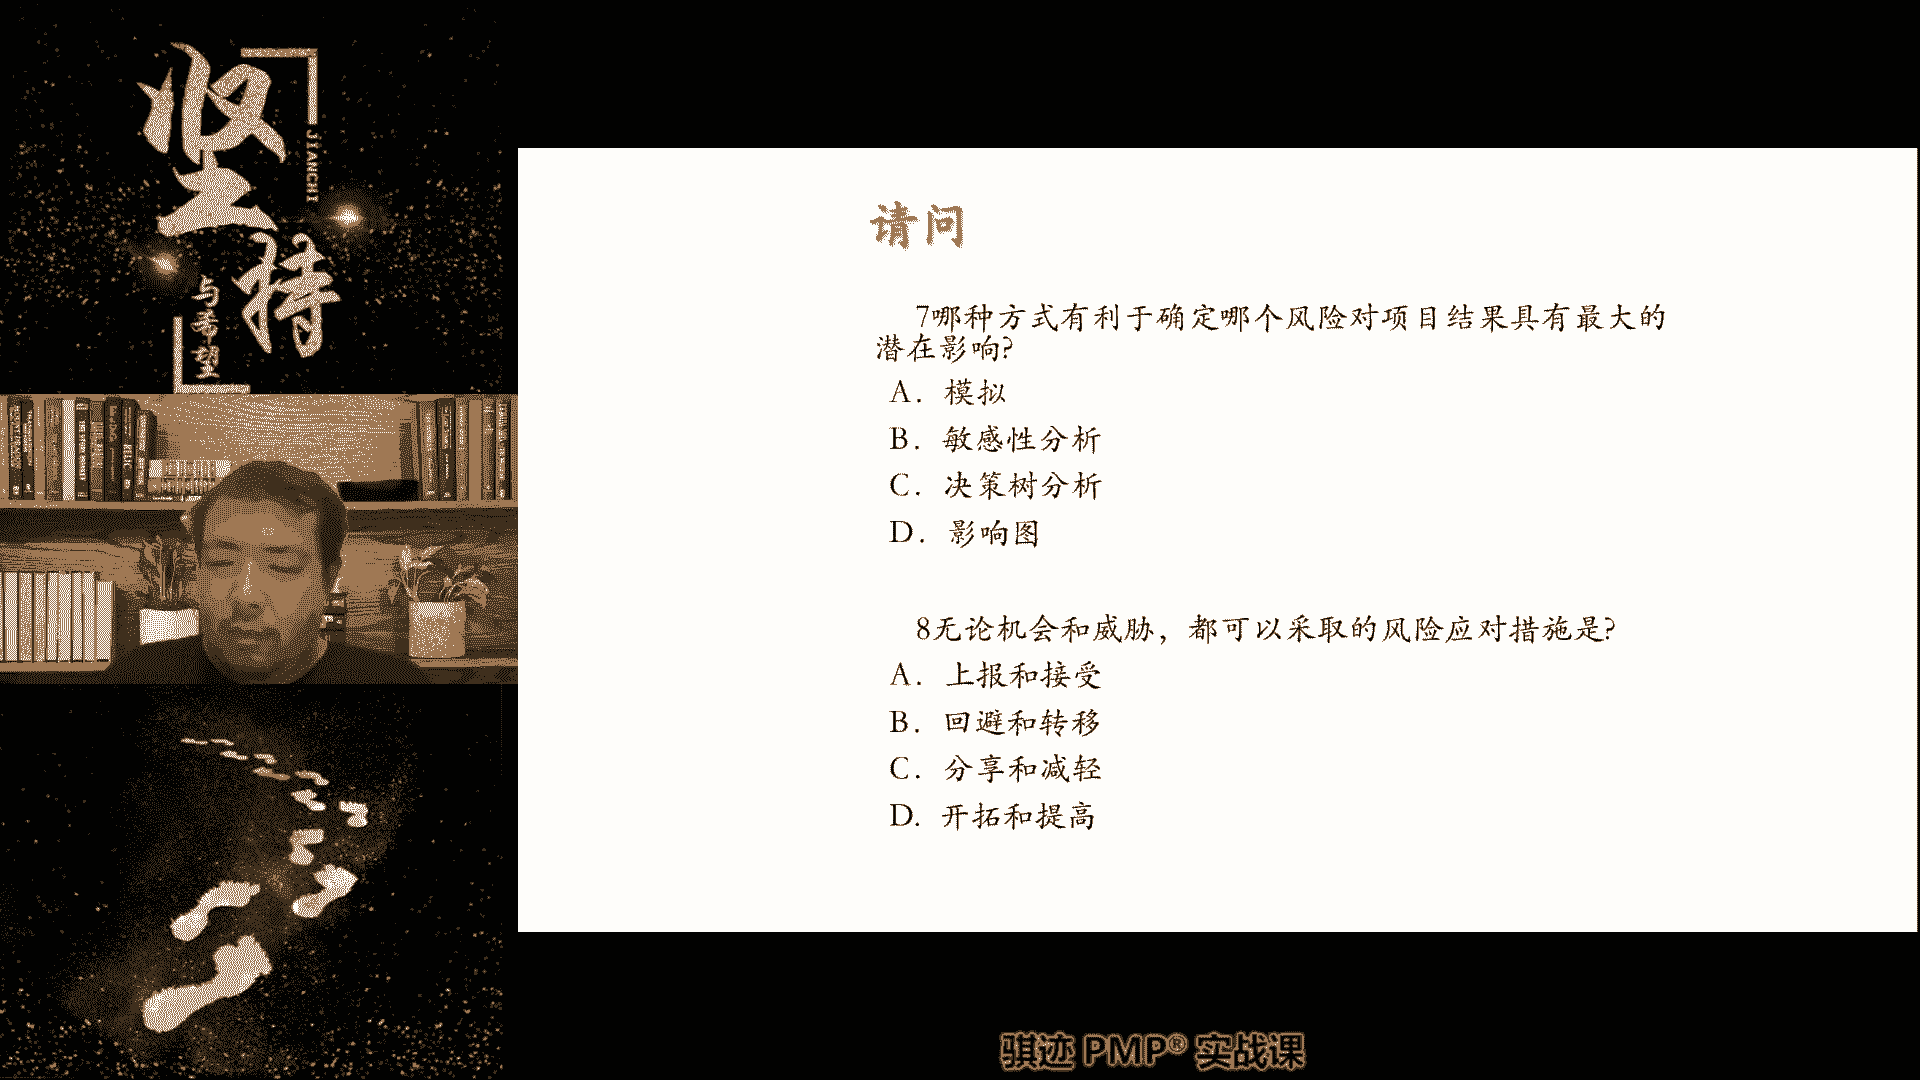 坚持
JIANCHI
与希望
请问
7哪种方式有利于确定哪个风险对项目结果具有最大的
潜在影响?
A. 模拟
B. 敏感性分析
C. 决策树分析
D. 影响图
8无论机会和威胁，都可以采取的风险应对措施是?
A. 上报和接受
B. 回避和转移
C. 分享和减轻
D. 开拓和提高
骐迹 PMP® 实战课